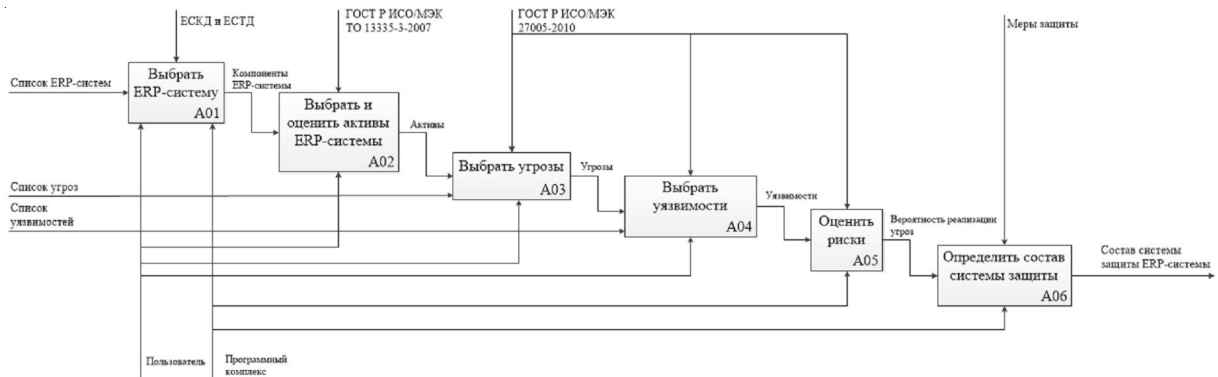 ЕСКД и ЕСТД
ГОСТ Р ИСО/МЭК
ТО 13335-3-2007
ГОСТ Р ИСО/МЭК
27005-2010
Меры защиты
Список ERP-систем
Выбрать
ERP-систему
A01
Компоненты
ERP-системы
Выбрать и
оценить активы
ERP-системы
A02
Активы
Выбрать угрозы
A03
Угрозы
Список угроз
Список
уязвимостей
Выбрать
уязвимости
A04
Уязвимости
Оценить
риски
A05
Вероятность реализации
угроз
Определить состав
системы защиты
A06
Состав системы
защиты ERP-системы
Пользователь
Программный
комплекс